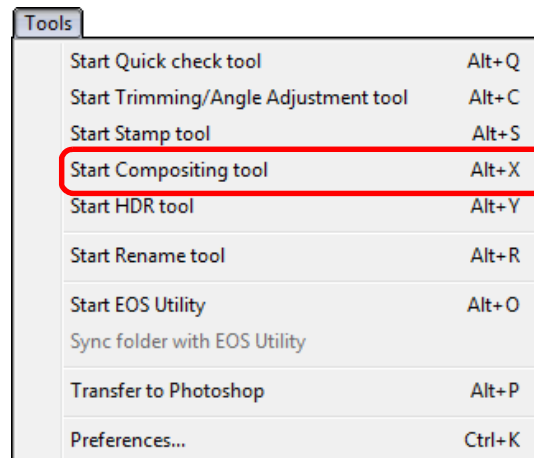 Tools
Start Quick check tool Alt+Q
Start Trimming/Angle Adjustment tool Alt+C
Start Stamp tool Alt+S
Start Compositing tool Alt+X
Start HDR tool Alt+Y
Start Rename tool Alt+R
Start EOS Utility Alt+O
Sync folder with EOS Utility
Transfer to Photoshop Alt+P
Preferences... Ctrl+K